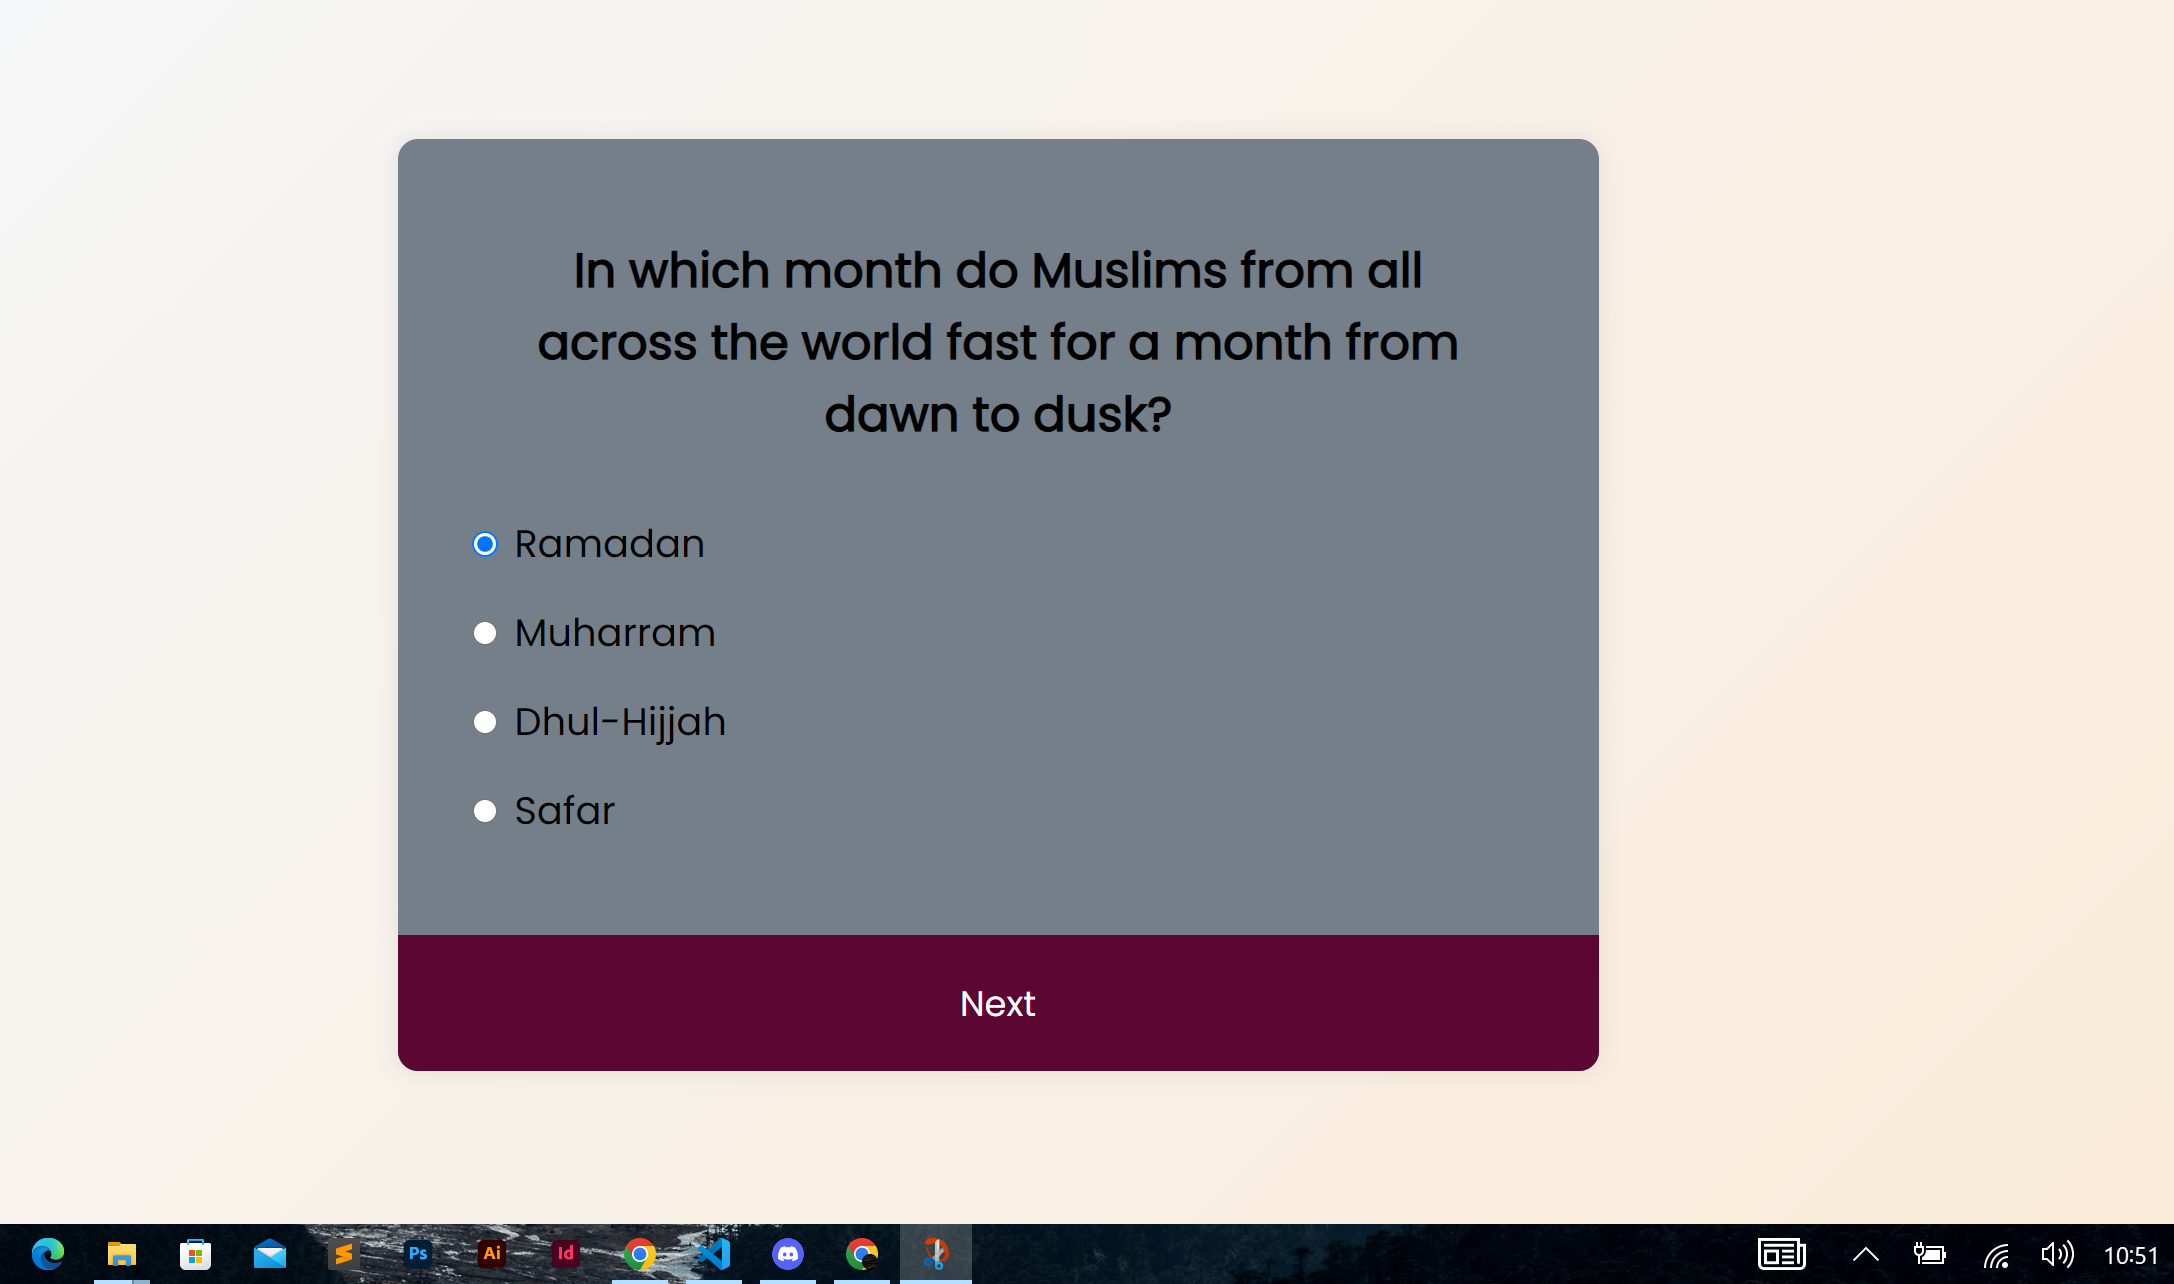 In which month do Muslims from all
across the world fast for a month from
dawn to dusk?
Ramadan
Muharram
Dhul-Hijjah
Safar
Next
Ps
Ai
Id
10:51